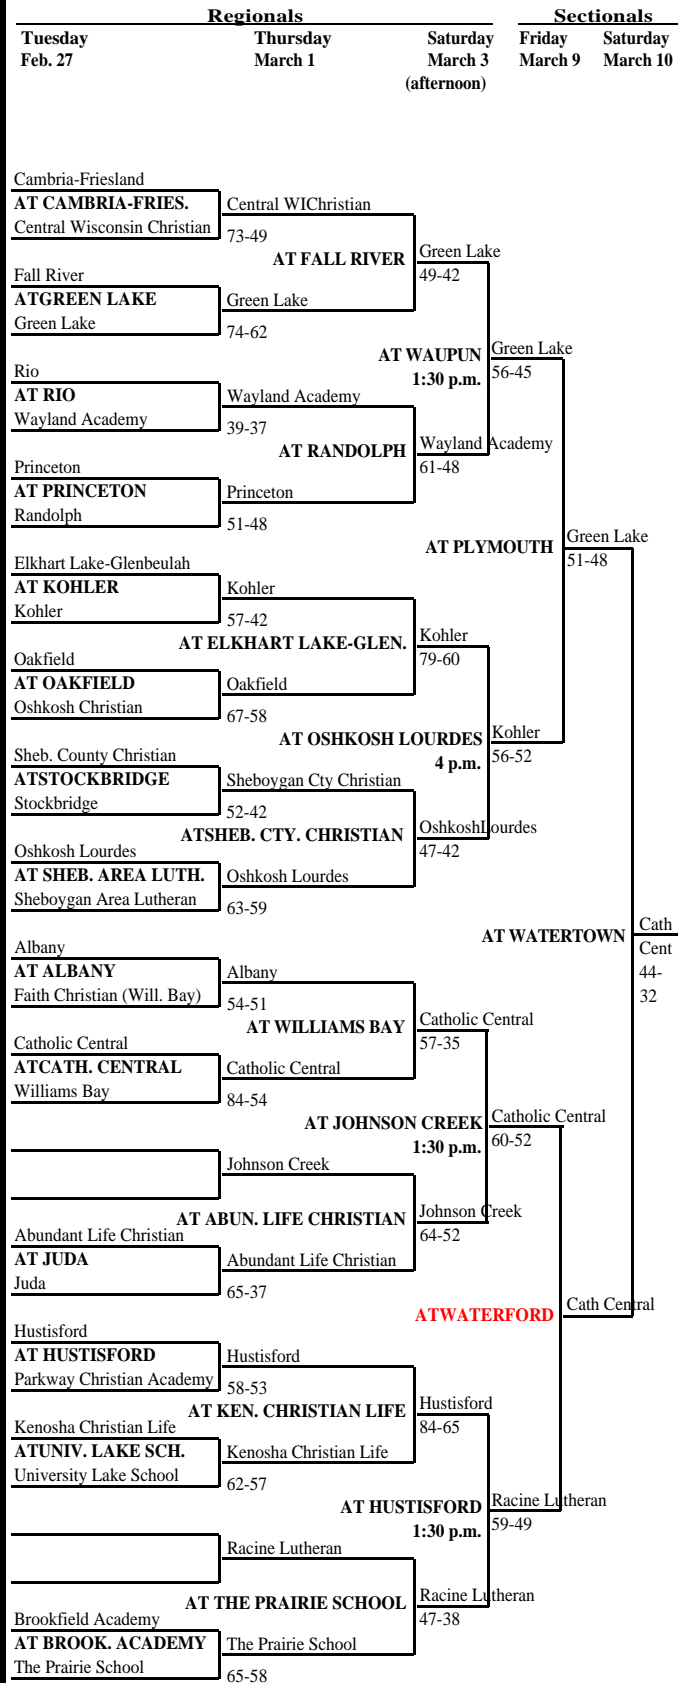 Regionals Sectionals
Tuesday Thursday Saturday Friday Saturday
Feb. 27 March 1 March 3 March 9 March 10
(afternoon)
Cambria-Friesland
AT CAMBRIA-FRIES. Central WIChristian
Central Wisconsin Christian 73-49
AT FALL RIVER Green Lake
Fall River 49-42
ATGREEN LAKE Green Lake
Green Lake 74-62
AT WAUPUN Green Lake
Rio 1:30 p.m. 56-45
AT RIO Wayland Academy
Wayland Academy 39-37
AT RANDOLPH Wayland Academy
Princeton 61-48
AT PRINCETON Princeton
Randolph 51-48
AT PLYMOUTH Green Lake
Elkhart Lake-Glenbeulah 51-48
AT KOHLER Kohler
Kohler 57-42
AT ELKHART LAKE-GLEN. Kohler
Oakfield 79-60
AT OAKFIELD Oakfield
Oshkosh Christian 67-58
AT OSHKOSH LOURDES Kohler
Sheb. County Christian 4 p.m. 56-52
ATSTOCKBRIDGE Sheboygan Cty Christian
Stockbridge 52-42
ATSHEB. CTY. CHRISTIAN OshkoshLourdes
Oshkosh Lourdes 47-42
AT SHEB. AREA LUTH. Oshkosh Lourdes
Sheboygan Area Lutheran 63-59
AT WATERTOWN Cath
Albany Cent
AT ALBANY Albany 44-
Faith Christian (Will. Bay) 54-51 32
AT WILLIAMS BAY Catholic Central
Catholic Central 57-35
ATCATH. CENTRAL Catholic Central
Williams Bay 84-54
AT JOHNSON CREEK Catholic Central
1:30 p.m. 60-52
Johnson Creek
AT ABUN. LIFE CHRISTIAN Johnson Creek
Abundant Life Christian 64-52
AT JUDA Abundant Life Christian
Juda 65-37
ATWATERFORD Cath Central
Hustisford
AT HUSTISFORD Hustisford
Parkway Christian Academy 58-53
AT KEN. CHRISTIAN LIFE Hustisford
Kenosha Christian Life 84-65
ATUNIV. LAKE SCH. Kenosha Christian Life
University Lake School 62-57
AT HUSTISFORD Racine Lutheran
1:30 p.m. 59-49
Racine Lutheran
AT THE PRAIRIE SCHOOL Racine Lutheran
Brookfield Academy 47-38
AT BROOK. ACADEMY The Prairie School
The Prairie School 65-58